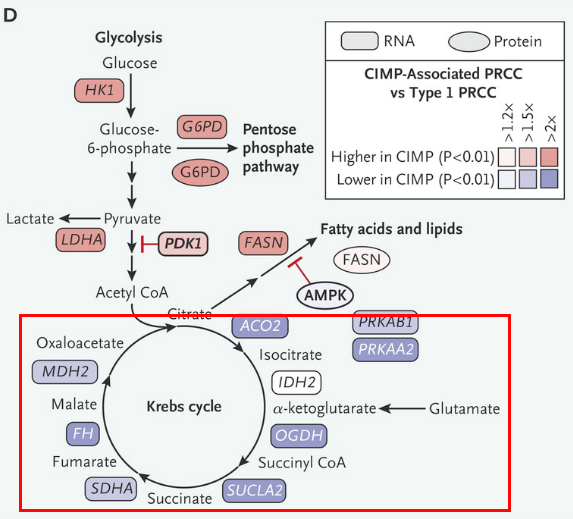 D
Glycolysis
Glucose
HK1
Glucose-
6-phosphate
G6PD
G6PD
Pentose
phosphate
pathway
RNA
Protein
CIMP-Associated PRCC
vs Type 1 PRCC
>1.2×
>1.5×
>2×
Higher in CIMP (P<0.01)
Lower in CIMP (P<0.01)
Lactate
Pyruvate
LDHA
PDK1
FASN
Fatty acids and lipids
FASN
AMPK
Acetyl CoA
Citrate
ACO2
PRKAB1
PRKAA2
Oxaloacetate
Isocitrate
MDH2
IDH2
Malate
Krebs cycle
α-ketoglutarate
Glutamate
FH
OGDH
Fumarate
Succinyl CoA
SDHA
Succinate
SUCLA2